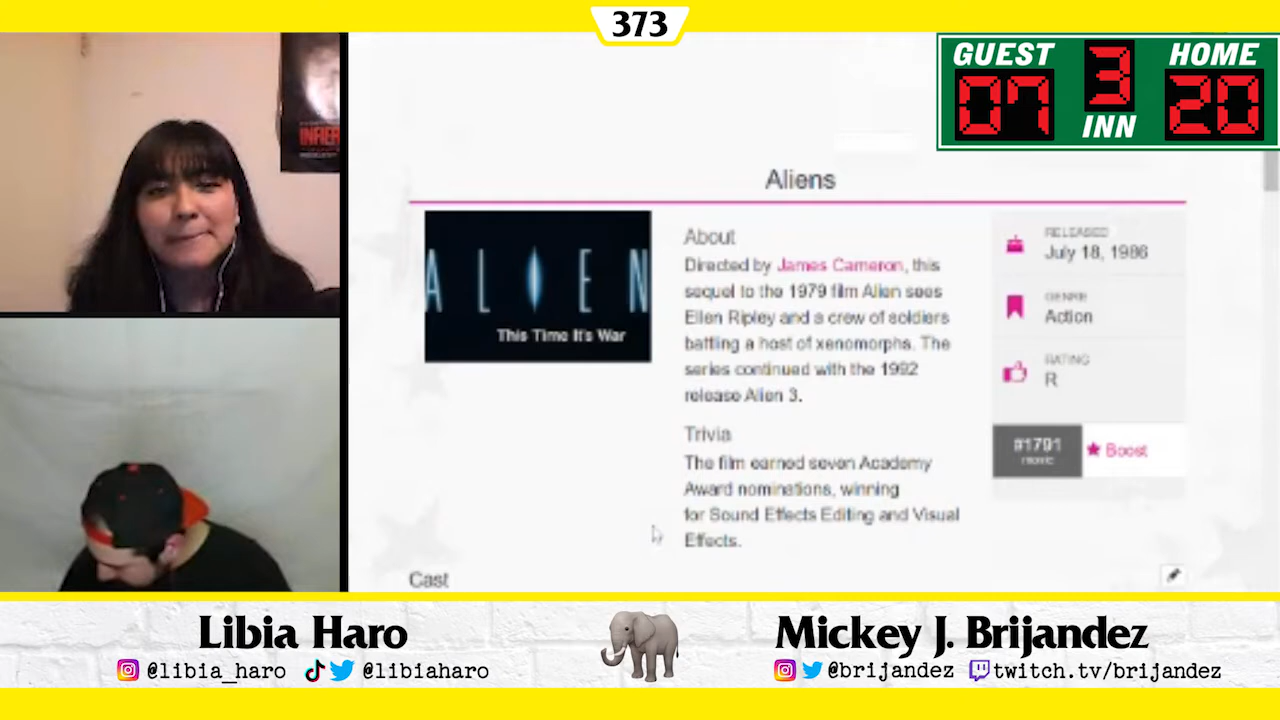 373
GUEST
HOME
07
3
20
INN
Aliens
ALIEN
This Time It's War
About
Directed by James Cameron, this
sequel to the 1979 film Alien sees
Ellen Ripley and a crew of soldiers
battling a host of xenomorphs. The
series continued with the 1992
release Alien 3.
Trivia
The film earned seven Academy
Award nominations, winning
for Sound Effects Editing and Visual
Effects.
RELEASED
July 18, 1986
GENRE
Action
RATING
R
#1791
MOVIE
Boost
Cast
Libia Haro
@libia_haro
@libiaharo
Mickey J. Brijandez
@brijandez
twitch.tv/brijandez